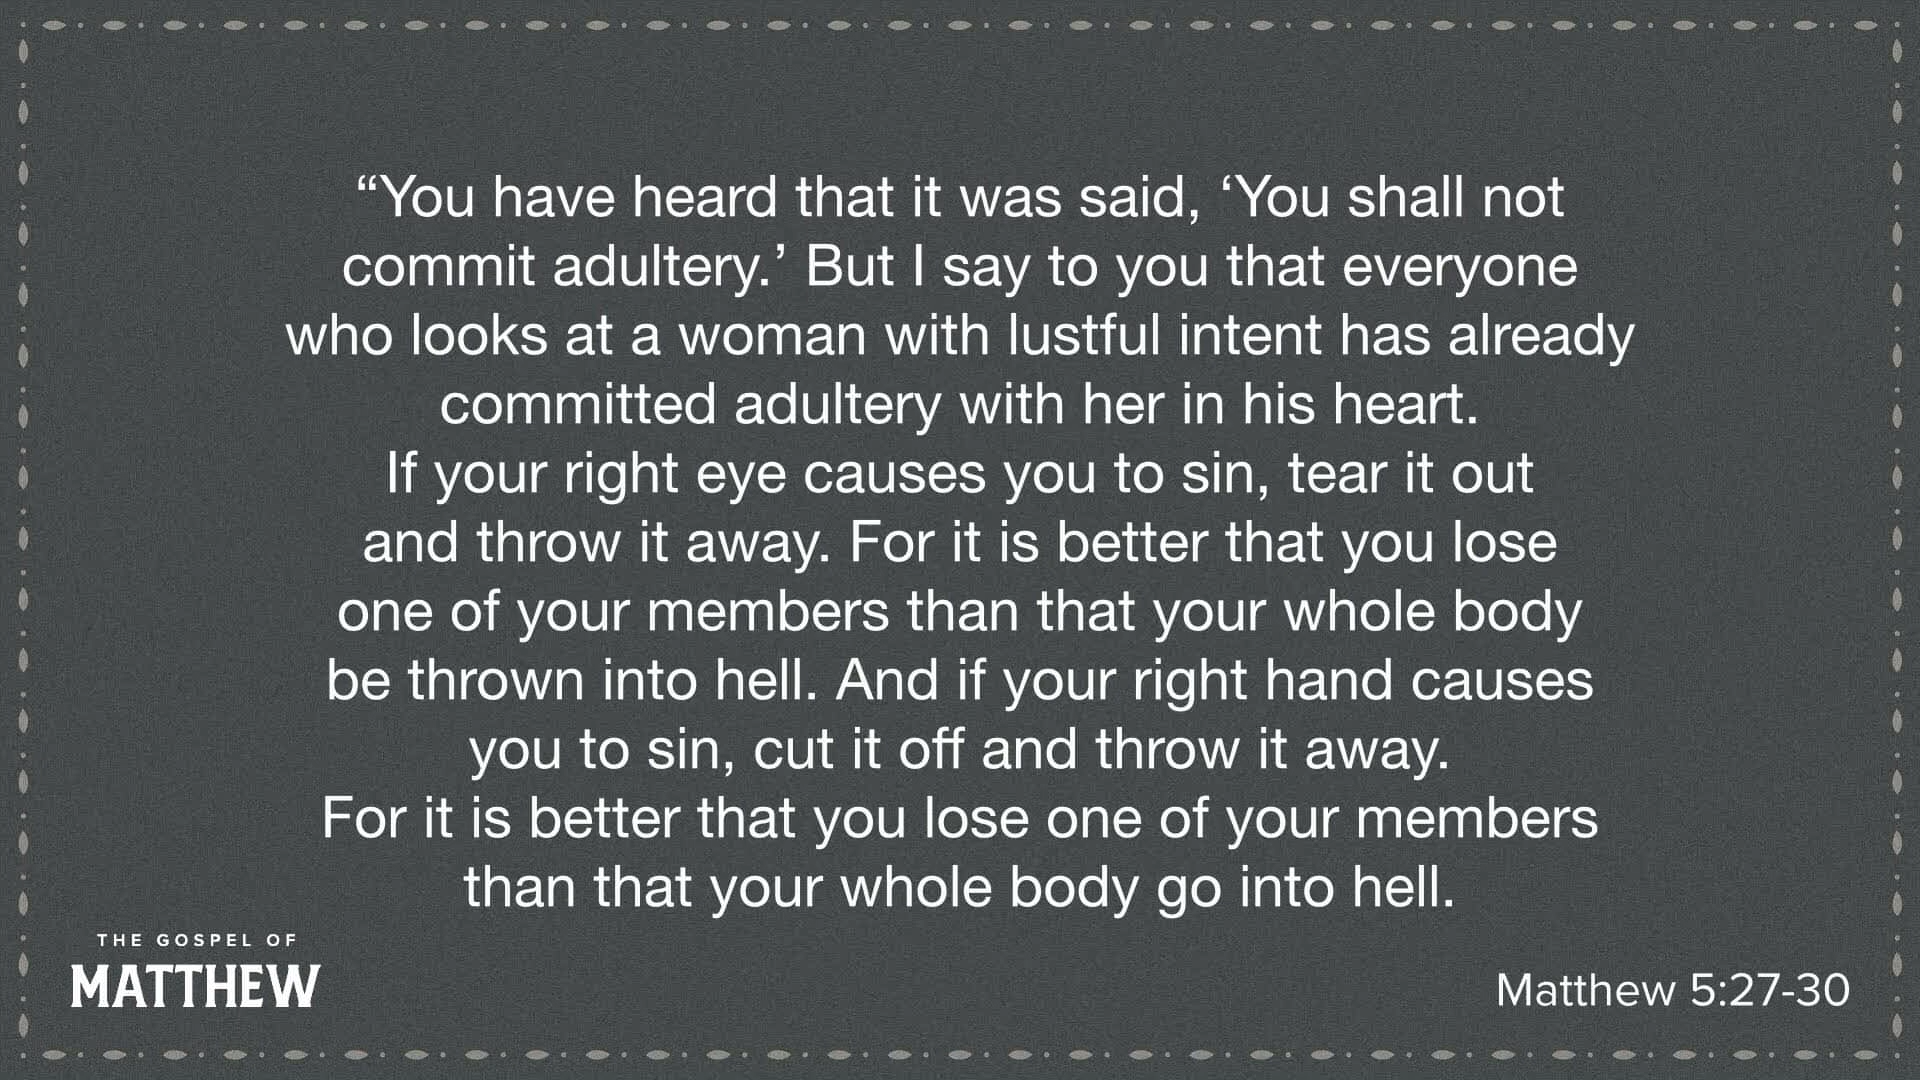 “You have heard that it was said, ‘You shall not
commit adultery.’ But I say to you that everyone
who looks at a woman with lustful intent has already
committed adultery with her in his heart.
If your right eye causes you to sin, tear it out
and throw it away. For it is better that you lose
one of your members than that your whole body
be thrown into hell. And if your right hand causes
you to sin, cut it off and throw it away.
For it is better that you lose one of your members
than that your whole body go into hell.
THE GOSPEL OF
MATTHEW
Matthew 5:27-30